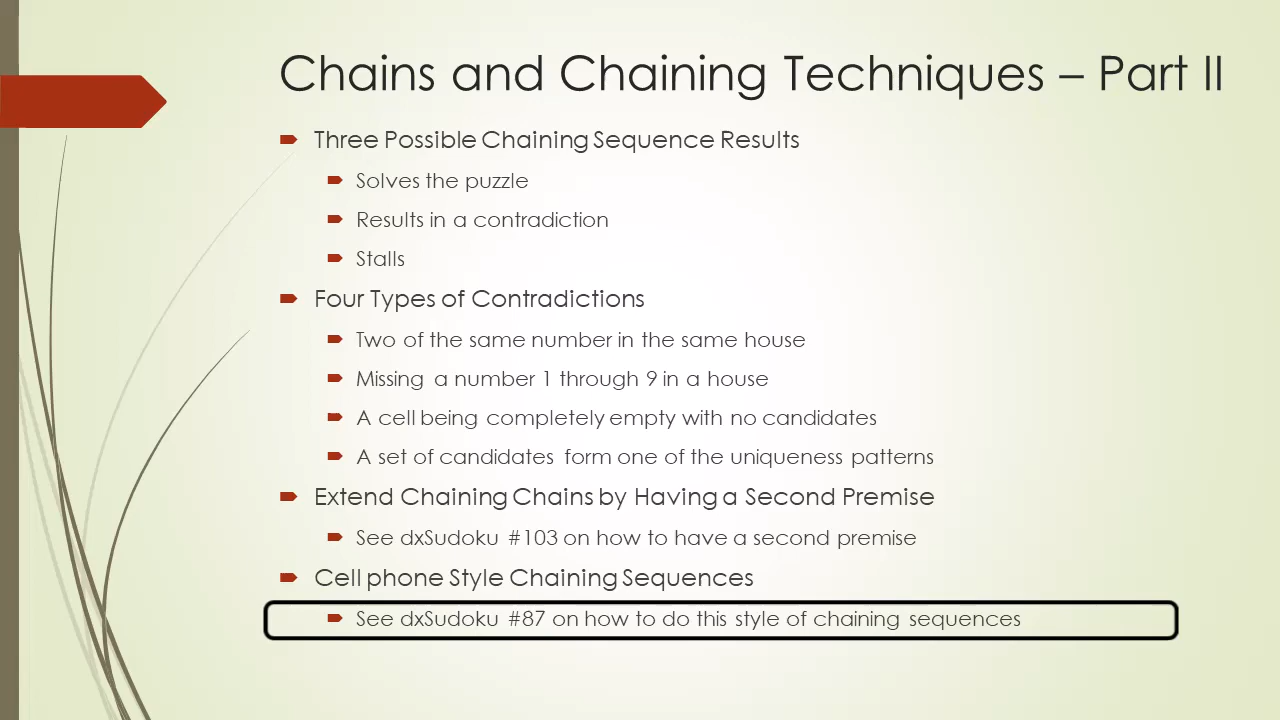 Chains and Chaining Techniques – Part II
Three Possible Chaining Sequence Results
Solves the puzzle
Results in a contradiction
Stalls
Four Types of Contradictions
Two of the same number in the same house
Missing a number 1 through 9 in a house
A cell being completely empty with no candidates
A set of candidates form one of the uniqueness patterns
Extend Chaining Chains by Having a Second Premise
See dxSudoku #103 on how to have a second premise
Cell phone Style Chaining Sequences
See dxSudoku #87 on how to do this style of chaining sequences